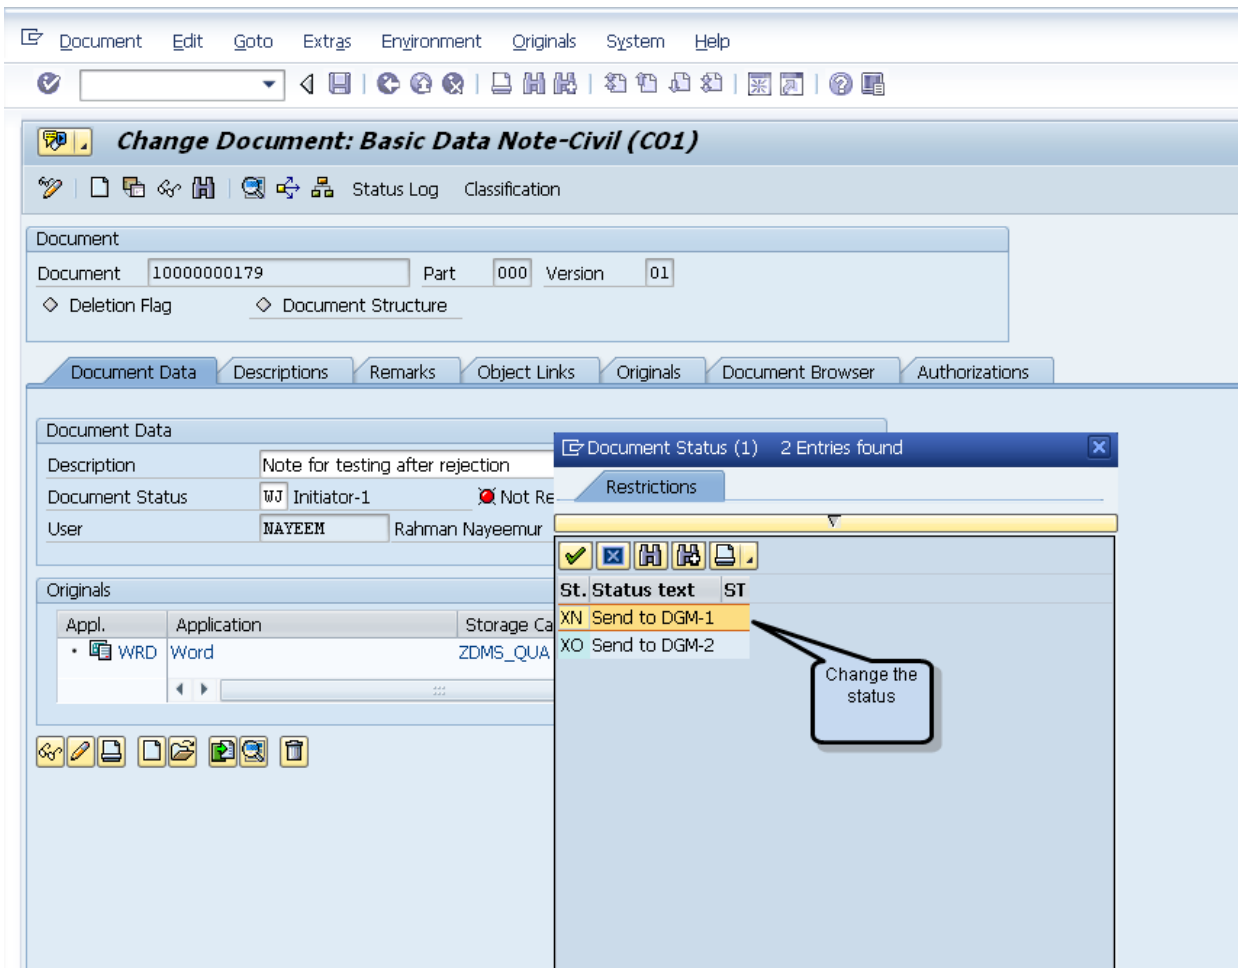 Document Edit Goto Extras Environment Originals System Help
Change Document: Basic Data Note-Civil (C01)
Status Log Classification
Document
Document 10000000179 Part 000 Version 01
Deletion Flag Document Structure
Document Data Descriptions Remarks Object Links Originals Document Browser Authorizations
Document Data
Description Note for testing after rejection
Document Status WJ Initiator-1 Not Re
User NAYEEM Rahman Nayeemur
Originals
Appl. Application Storage Ca
WRD Word ZDMS_QUA
Document Status (1) 2 Entries found
Restrictions
St. Status text ST
XN Send to DGM-1
XO Send to DGM-2
Change the
status